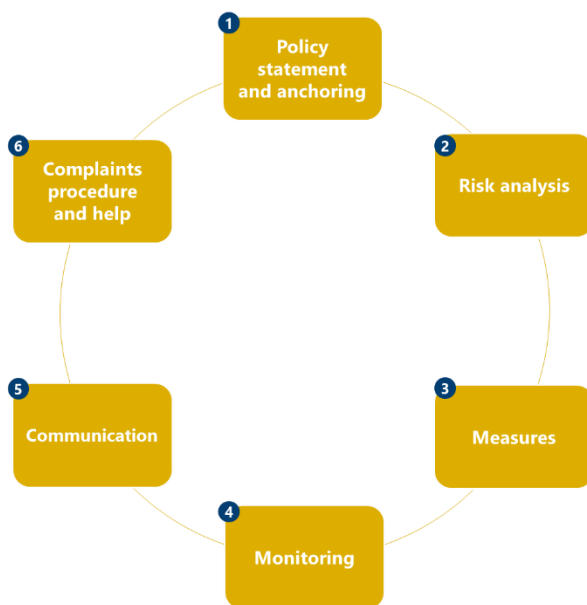 1
Policy
statement
and anchoring
2
Risk analysis
3
Measures
4
Monitoring
5
Communication
6
Complaints
procedure
and help